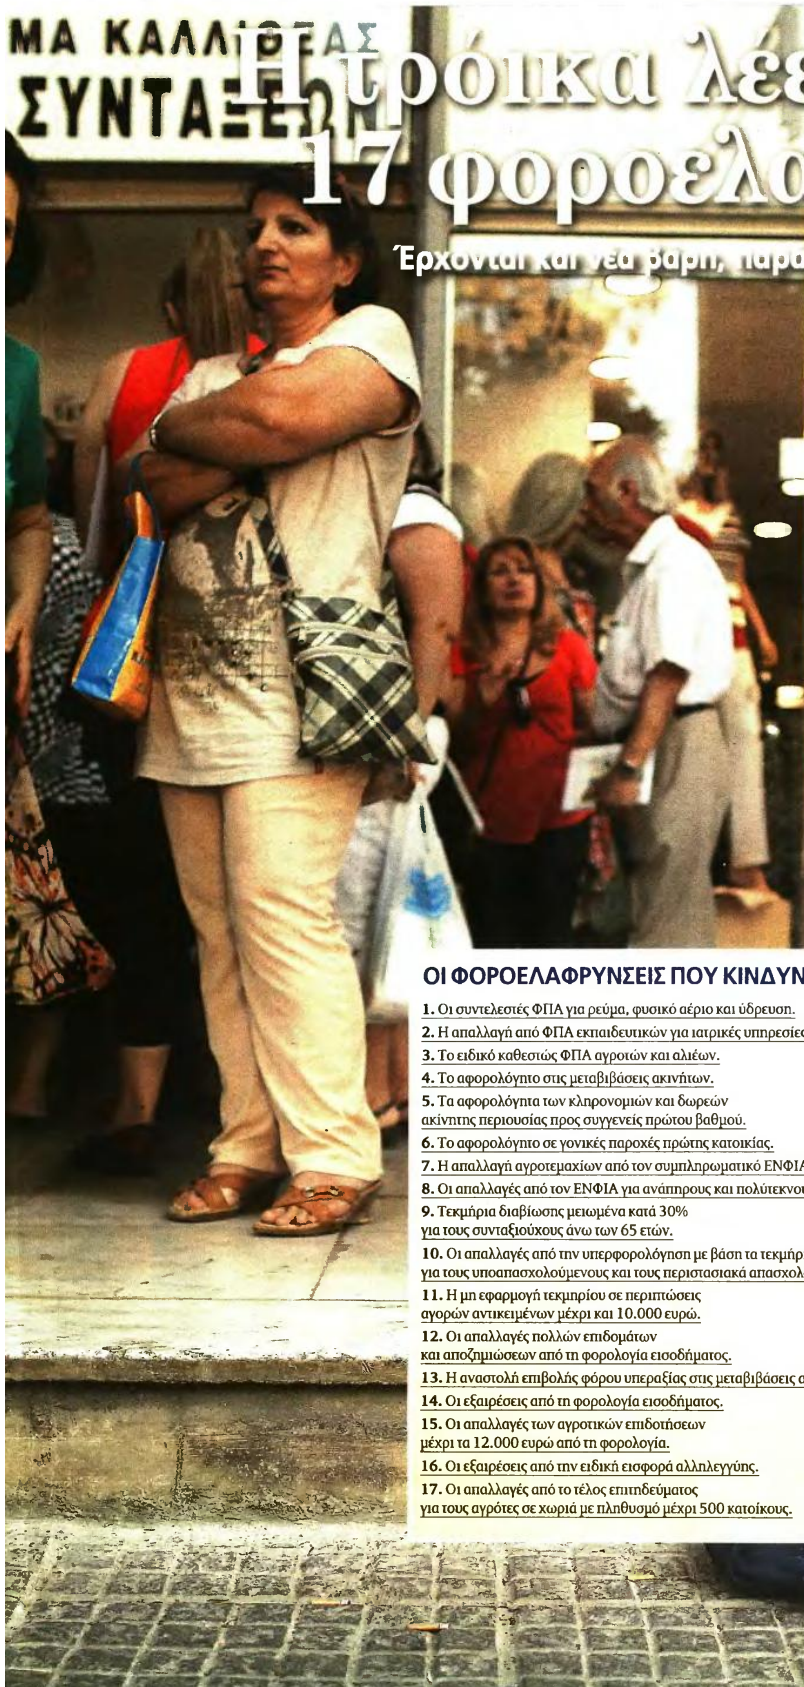 ΜΑ ΚΑΛΛΙΘΕΑΣ
ΣΥΝΤΑΞΕΩΝ
Η τρόικα λέε
17 φοροελα
Έρχονται και νέα βάρη, παρα
ΟΙ ΦΟΡΟΕΛΑΦΡΥΝΣΕΙΣ ΠΟΥ ΚΙΝΔΥΝ
1. Οι συντελεστές ΦΠΑ για ρεύμα, φυσικό αέριο και ύδρευση.
2. Η απαλλαγή από ΦΠΑ εκπαιδευτικών για ιατρικές υπηρεσίες
3. Το ειδικό καθεστώς ΦΠΑ αγροτών και αλιέων.
4. Το αφορολόγητο στις μεταβιβάσεις ακινήτων.
5. Τα αφορολόγητα των κληρονομιών και δωρεών
ακίνητης περιουσίας προς συγγενείς πρώτου βαθμού.
6. Το αφορολόγητο σε γονικές παροχές πρώτης κατοικίας.
7. Η απαλλαγή αγροτεμαχίων από τον συμπληρωματικό ΕΝΦΙΑ
8. Οι απαλλαγές από τον ΕΝΦΙΑ για ανάπηρους και πολύτεκνου
9. Τεκμήρια διαβίωσης μειωμένα κατά 30%
για τους συνταξιούχους άνω των 65 ετών.
10. Οι απαλλαγές από την υπερφορολόγηση με βάση τα τεκμήρ
για τους υποαπασχολούμενους και τους περιστασιακά απασχολ
11. Η μη εφαρμογή τεκμηρίου σε περιπτώσεις
αγορών αντικειμένων μέχρι και 10.000 ευρώ.
12. Οι απαλλαγές πολλών επιδομάτων
και αποζημιώσεων από τη φορολογία εισοδήματος.
13. Η αναστολή επιβολής φόρου υπεραξίας στις μεταβιβάσεις α
14. Οι εξαιρέσεις από τη φορολογία εισοδήματος.
15. Οι απαλλαγές των αγροτικών επιδοτήσεων
μέχρι τα 12.000 ευρώ από τη φορολογία.
16. Οι εξαιρέσεις από την ειδική εισφορά αλληλεγγύης.
17. Οι απαλλαγές από το τέλος επιτηδεύματος
για τους αγρότες σε χωριά με πληθυσμό μέχρι 500 κατοίκους.